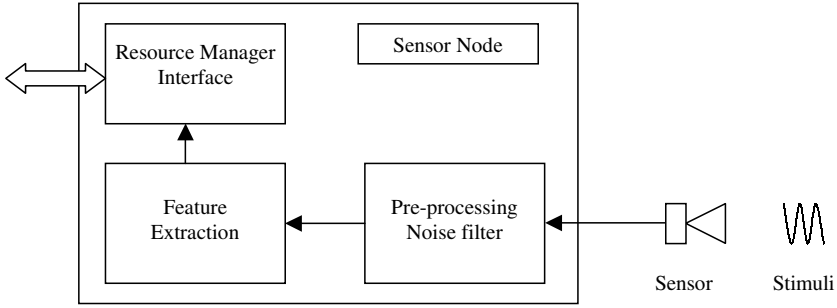 Resource Manager
Interface
Sensor Node
Feature
Extraction
Pre-processing
Noise filter
Sensor
Stimuli